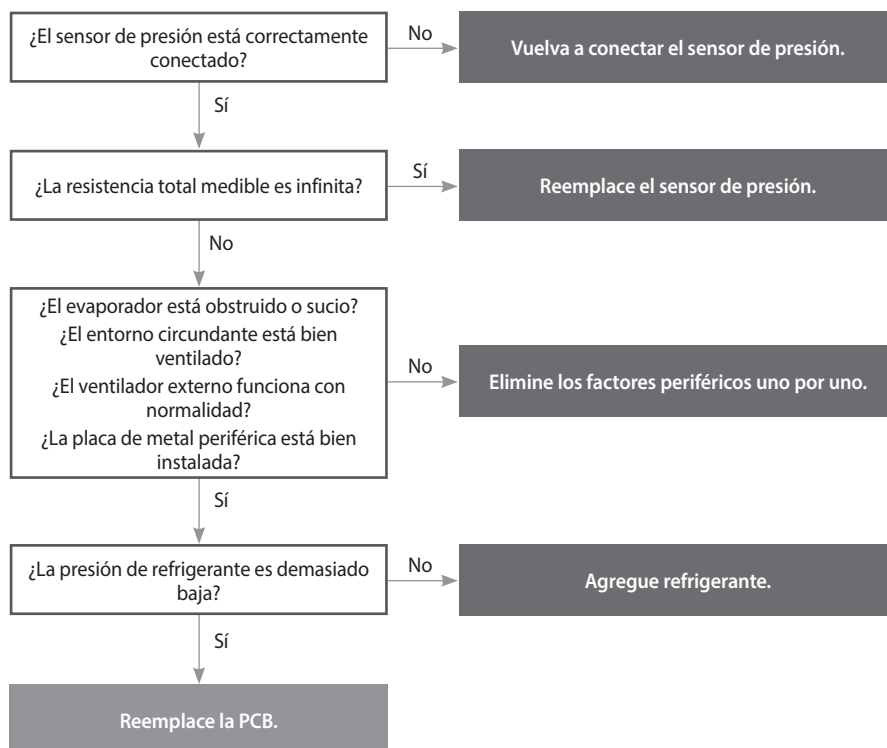 ¿El sensor de presión está correctamente
conectado?
No
Vuelva a conectar el sensor de presión.
Sí
¿La resistencia total medible es infinita?
Sí
Reemplace el sensor de presión.
No
¿El evaporador está obstruido o sucio?
¿El entorno circundante está bien
ventilado?
¿El ventilador externo funciona con
normalidad?
¿La placa de metal periférica está bien
instalada?
No
Elimine los factores periféricos uno por uno.
Sí
¿La presión de refrigerante es demasiado
baja?
No
Agregue refrigerante.
Sí
Reemplace la PCB.